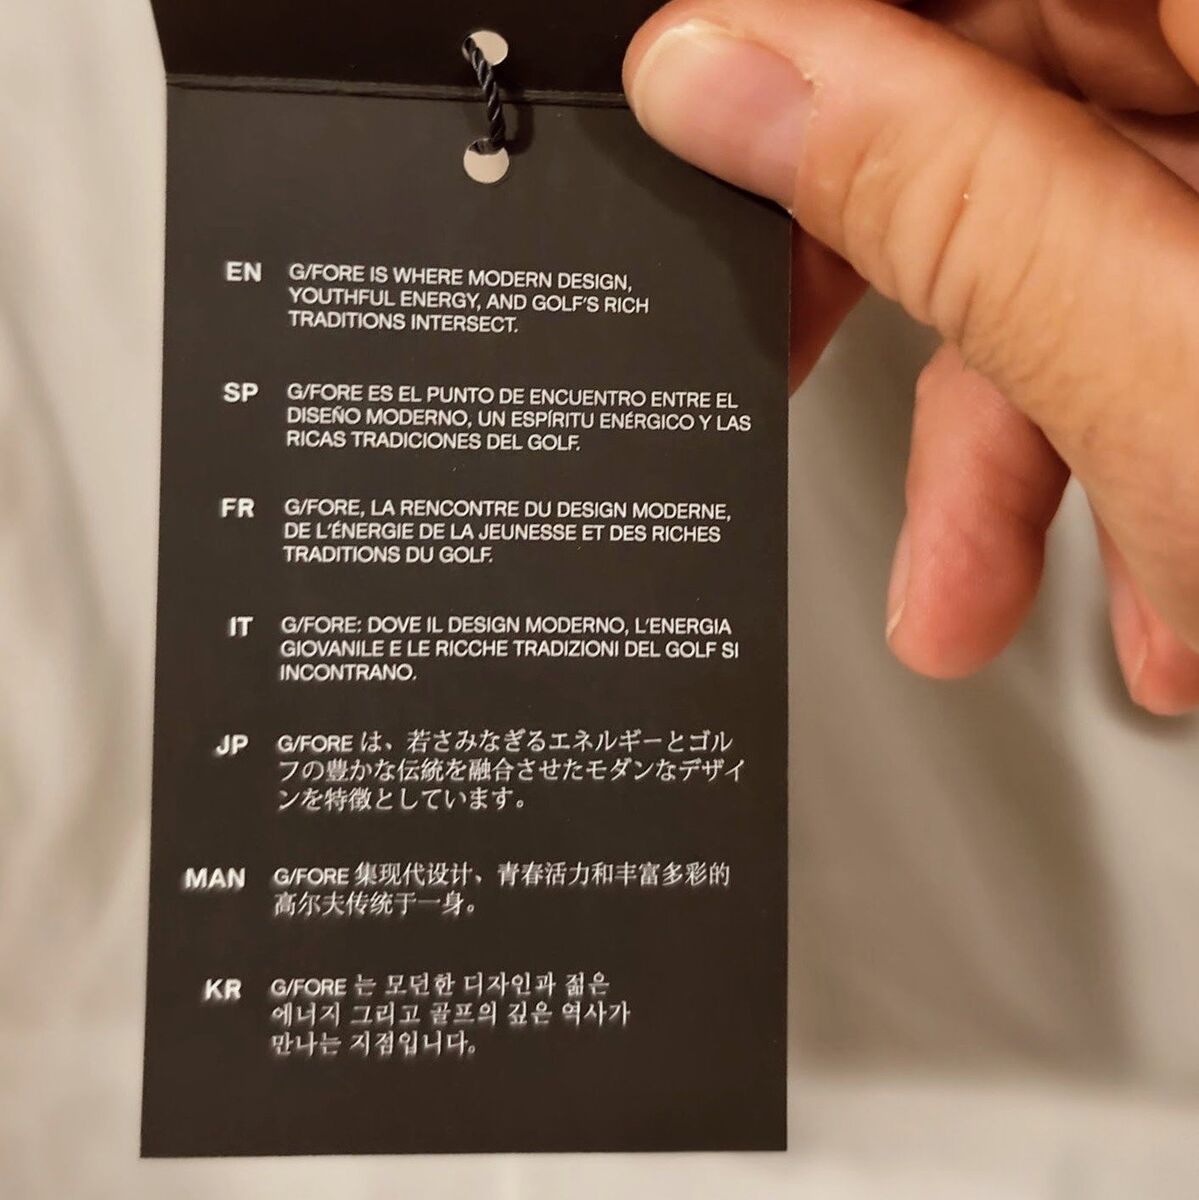 EN G/FORE IS WHERE MODERN DESIGN,
YOUTHFUL ENERGY, AND GOLF'S RICH
TRADITIONS INTERSECT.
SP G/FORE ES EL PUNTO DE ENCUENTRO ENTRE EL
DISEÑO MODERNO, UN ESPÍRITU ENÉRGICO Y LAS
RICAS TRADICIONES DEL GOLF.
FR G/FORE, LA RENCONTRE DU DESIGN MODERNE,
DE L'ÉNERGIE DE LA JEUNESSE ET DES RICHES
TRADITIONS DU GOLF.
IT G/FORE: DOVE IL DESIGN MODERNO, L'ENERGIA
GIOVANILE E LE RICCHE TRADIZIONI DEL GOLF SI
INCONTRANO.
JP G/FORE は、若さみなぎるエネルギーとゴル
フの豊かな伝統を融合させたモダンなデザイ
ンを特徴としています。
MAN G/FORE 集现代设计、青春活力和丰富多彩的
高尔夫传统于一身。
KR G/FORE 는 모던한 디자인과 젊은
에너지 그리고 골프의 깊은 역사가
만나는 지점입니다.